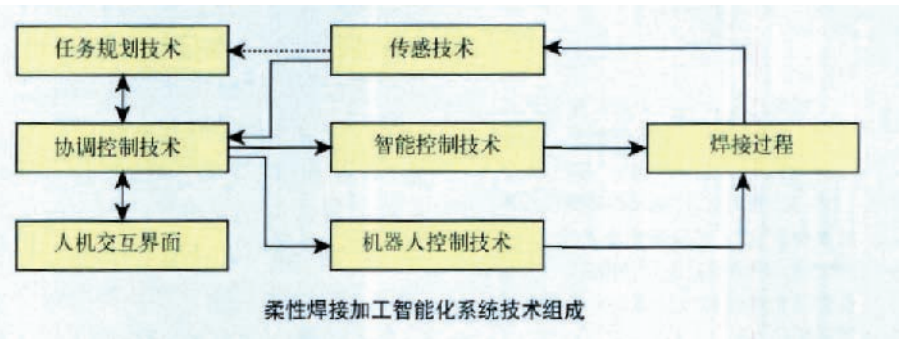 任务规划技术
传感技术
协调控制技术
智能控制技术
焊接过程
人机交互界面
机器人控制技术
柔性焊接加工智能化系统技术组成